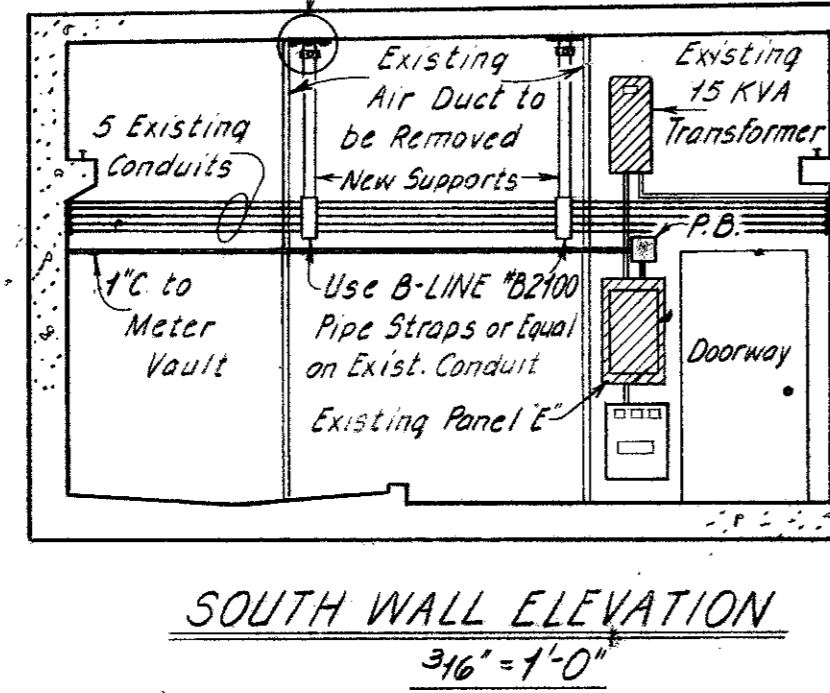 Existing
Air Duct to
be Removed
Existing
15 KVA
Transformer
5 Existing
Conduits
New Supports
P.B.
1"C. to
Meter
Vault
Use B-LINE #B2100
Pipe Straps or Equal
on Exist. Conduit
Doorway
Existing Panel "E"
SOUTH WALL ELEVATION
3/16" = 1'-0"